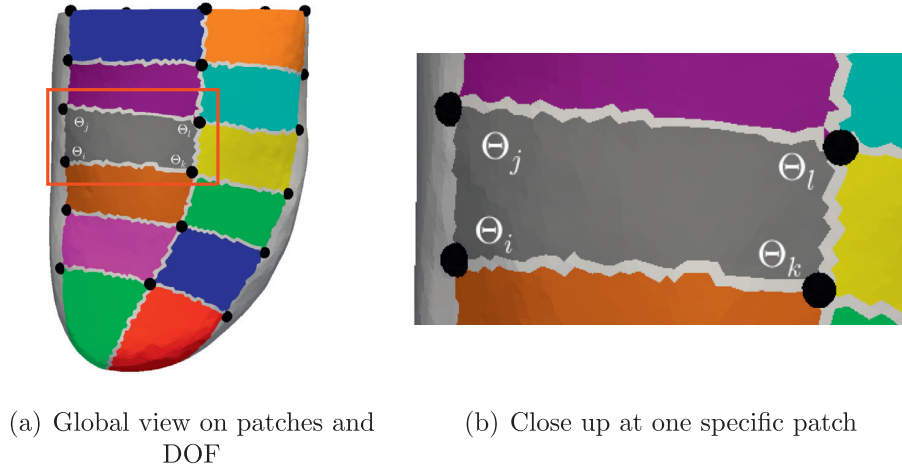 Θj
Θl
Θi
Θk
Θj
Θl
Θi
Θk
(a) Global view on patches and
DOF
(b) Close up at one specific patch